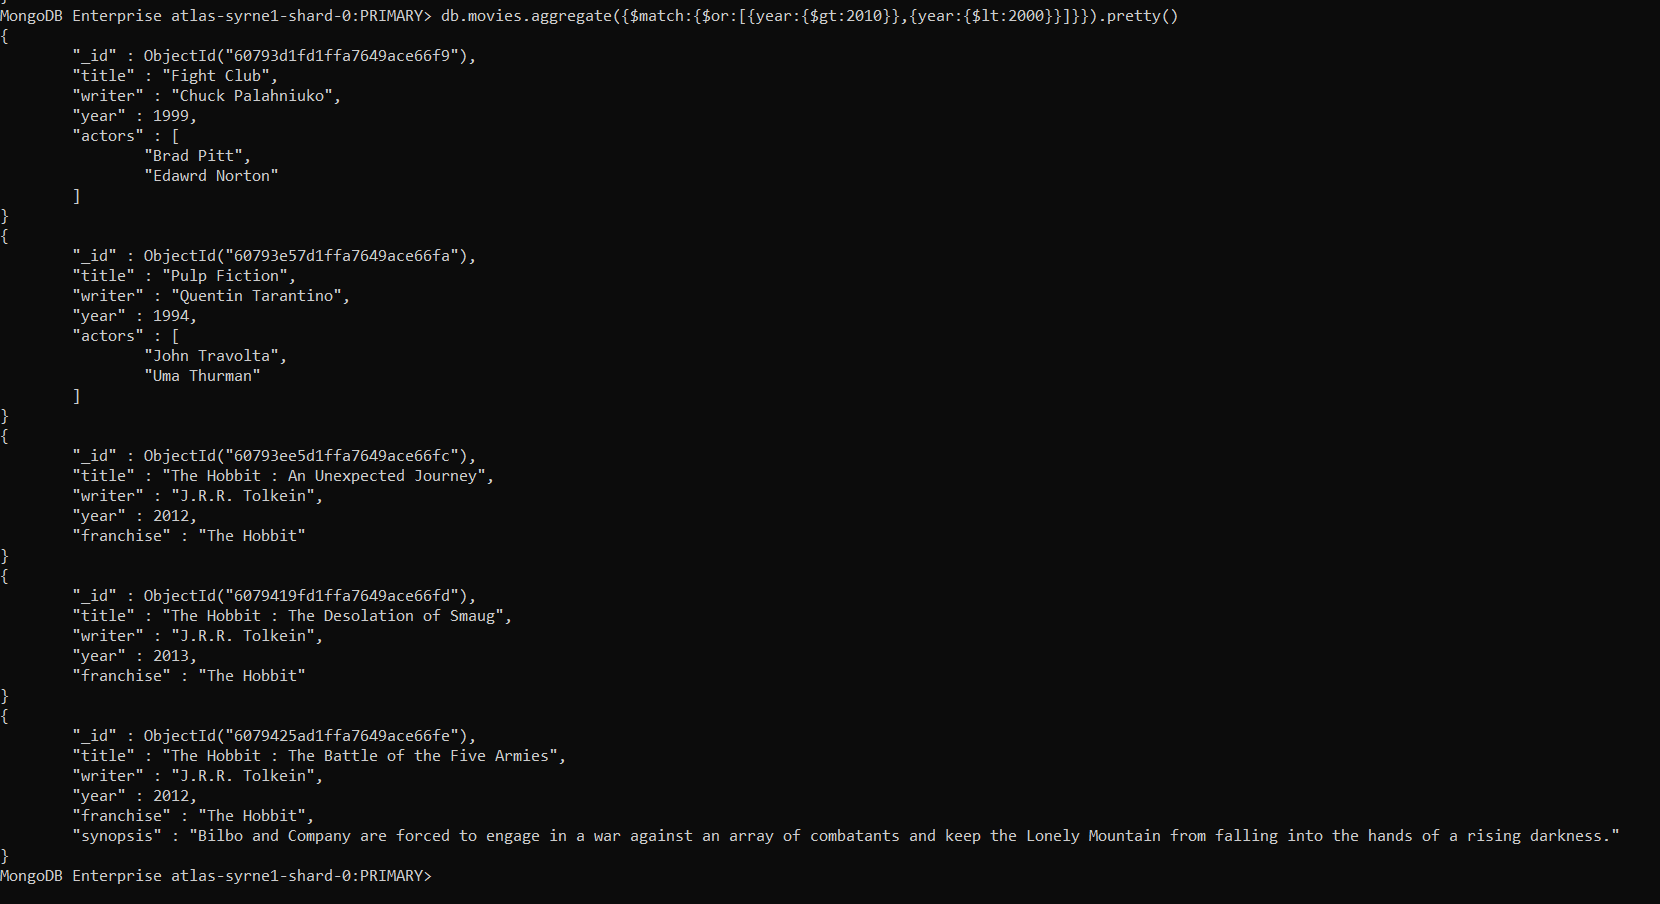 MongoDB Enterprise atlas-syrne1-shard-0:PRIMARY> db.movies.aggregate({$match:{$or:[{year:{$gt:2010}},{year:{$lt:2000}}]}}).pretty()
{
        "_id" : ObjectId("60793d1fd1ffa7649ace66f9"),
        "title" : "Fight Club",
        "writer" : "Chuck Palahniuko",
        "year" : 1999,
        "actors" : [
                "Brad Pitt",
                "Edawrd Norton"
        ]
}
{
        "_id" : ObjectId("60793e57d1ffa7649ace66fa"),
        "title" : "Pulp Fiction",
        "writer" : "Quentin Tarantino",
        "year" : 1994,
        "actors" : [
                "John Travolta",
                "Uma Thurman"
        ]
}
{
        "_id" : ObjectId("60793ee5d1ffa7649ace66fc"),
        "title" : "The Hobbit : An Unexpected Journey",
        "writer" : "J.R.R. Tolkein",
        "year" : 2012,
        "franchise" : "The Hobbit"
}
{
        "_id" : ObjectId("6079419fd1ffa7649ace66fd"),
        "title" : "The Hobbit : The Desolation of Smaug",
        "writer" : "J.R.R. Tolkein",
        "year" : 2013,
        "franchise" : "The Hobbit"
}
{
        "_id" : ObjectId("6079425ad1ffa7649ace66fe"),
        "title" : "The Hobbit : The Battle of the Five Armies",
        "writer" : "J.R.R. Tolkein",
        "year" : 2012,
        "franchise" : "The Hobbit",
        "synopsis" : "Bilbo and Company are forced to engage in a war against an array of combatants and keep the Lonely Mountain from falling into the hands of a rising darkness."
}
MongoDB Enterprise atlas-syrne1-shard-0:PRIMARY>